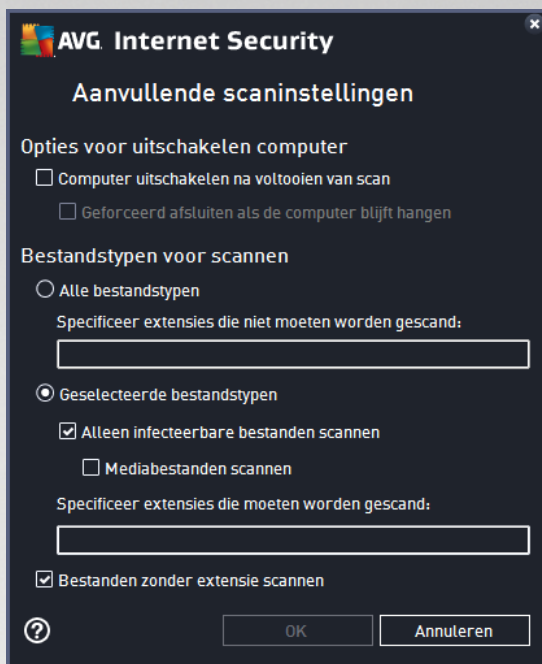 AVG. Internet Security
Aanvullende scaninstellingen
Opties voor uitschakelen computer
Computer uitschakelen na voltooien van scan
Geforceerd afsluiten als de computer blijft hangen
Bestandstypen voor scannen
Alle bestandstypen
Specificeer extensies die niet moeten worden gescand:
Geselecteerde bestandstypen
Alleen infecteerbare bestanden scannen
Mediabestanden scannen
Specificeer extensies die moeten worden gescand:
Bestanden zonder extensie scannen
OK
Annuleren